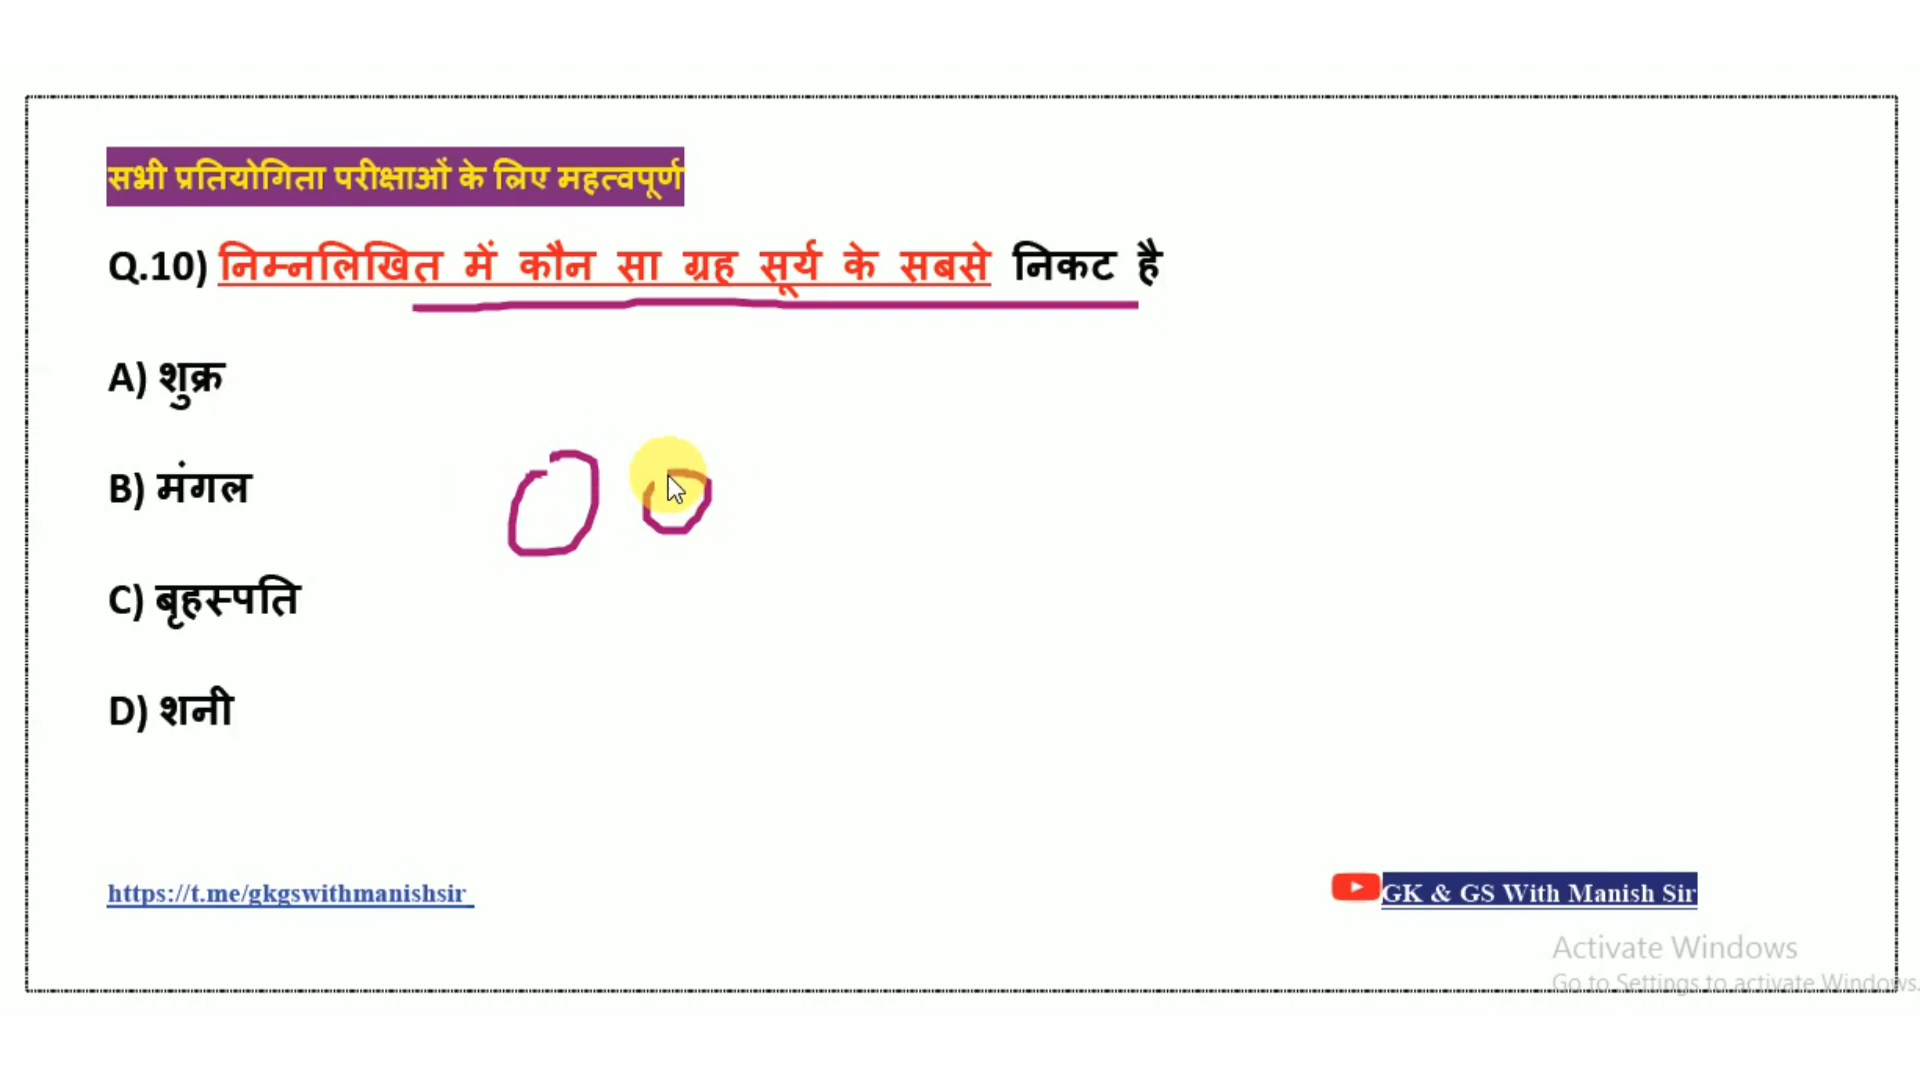 सभी प्रतियोगिता परीक्षाओं के लिए महत्वपूर्ण
Q.10) निम्नलिखित में कौन सा ग्रह सूर्य के सबसे निकट है
A) शुक्र
B) मंगल
C) बृहस्पति
D) शनी
https://t.me/gkgswithmanishsir
GK & GS With Manish Sir
Activate Windows
Go to Settings to activate Windows.